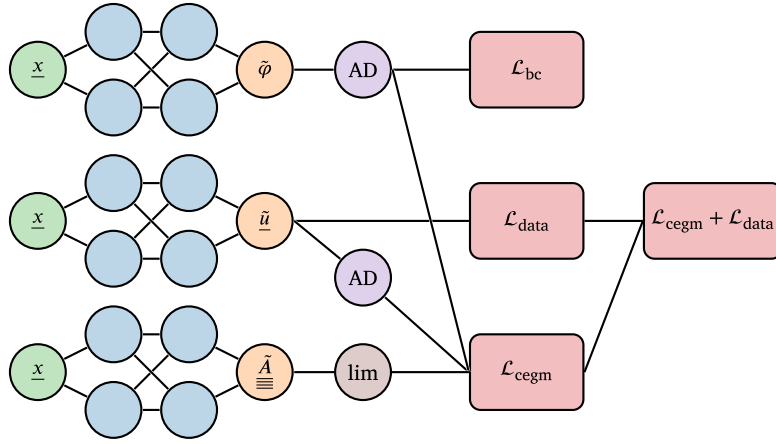 x φ̃ AD ℒbc
x ũ ℒdata ℒcegm + ℒdata
AD
x Ã lim ℒcegm